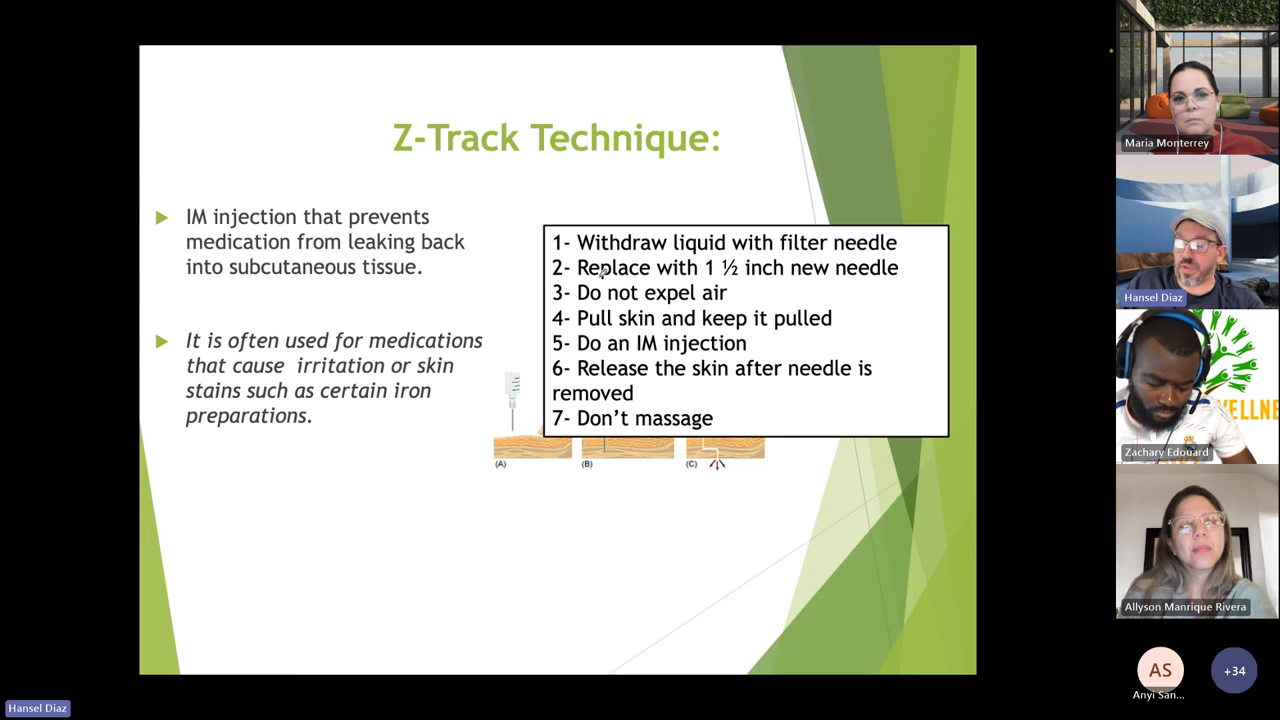 Z-Track Technique:
IM injection that prevents
medication from leaking back
into subcutaneous tissue.
It is often used for medications
that cause irritation or skin
stains such as certain iron
preparations.
1- Withdraw liquid with filter needle
2- Replace with 1 ½ inch new needle
3- Do not expel air
4- Pull skin and keep it pulled
5- Do an IM injection
6- Release the skin after needle is
removed
7- Don’t massage
(A)
(B)
(C)
Maria Monterrey
Hansel Diaz
Zachary Edouard
Allyson Manrique Rivera
AS
Anyi San...
+34
Hansel Diaz